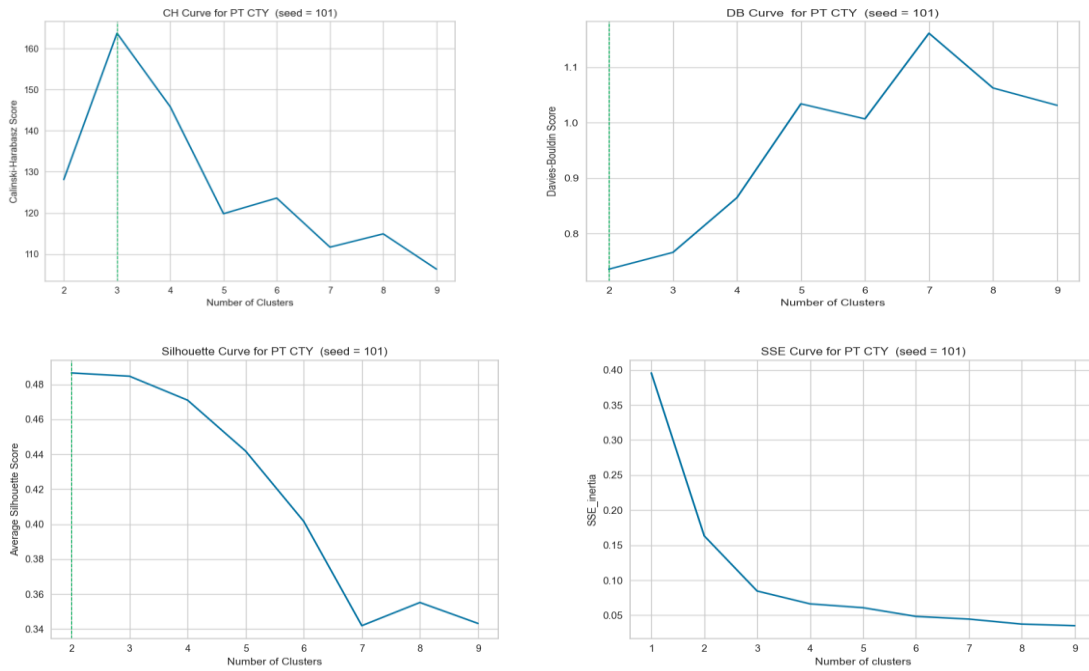 CH Curve for PT CTY (seed = 101)
Calinski-Harabasz Score
160
150
140
130
120
110
2 3 4 5 6 7 8 9
Number of Clusters
DB Curve for PT CTY (seed = 101)
Davies-Bouldin Score
1.1
1.0
0.9
0.8
2 3 4 5 6 7 8 9
Number of Clusters
Silhouette Curve for PT CTY (seed = 101)
Average Silhouette Score
0.48
0.46
0.44
0.42
0.40
0.38
0.36
0.34
2 3 4 5 6 7 8 9
Number of Clusters
SSE Curve for PT CTY (seed = 101)
SSE_inertia
0.40
0.35
0.30
0.25
0.20
0.15
0.10
0.05
1 2 3 4 5 6 7 8 9
Number of clusters